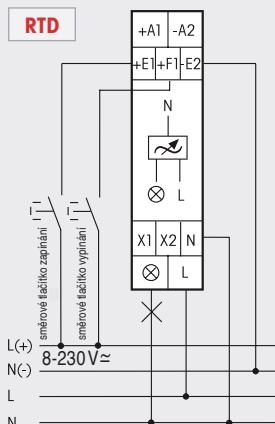 RTD
+A1 -A2
+E1 +F1 -E2
N
L
X1 X2 N
L
směrové tlačítko zapínání
směrové tlačítko vypínání
L(+)
8-230V≃
N(-)
L
N